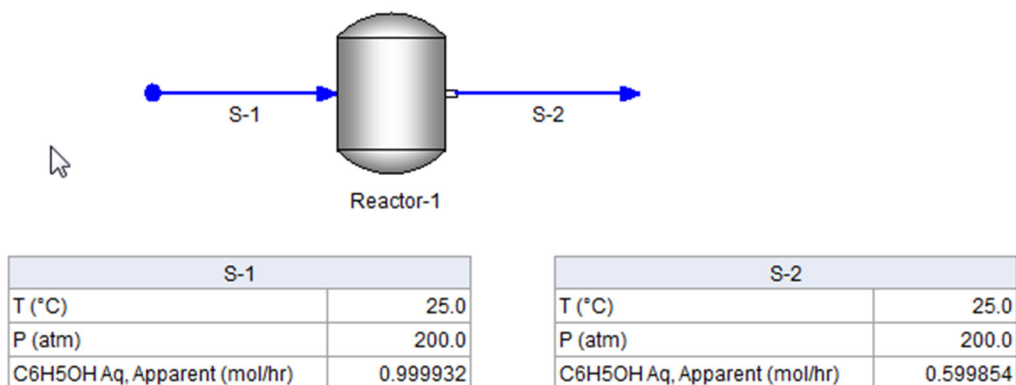 S-1
S-2
Reactor-1
S-1
T (°C) 25.0
P (atm) 200.0
C6H5OH Aq, Apparent (mol/hr) 0.999932
S-2
T (°C) 25.0
P (atm) 200.0
C6H5OH Aq, Apparent (mol/hr) 0.599854